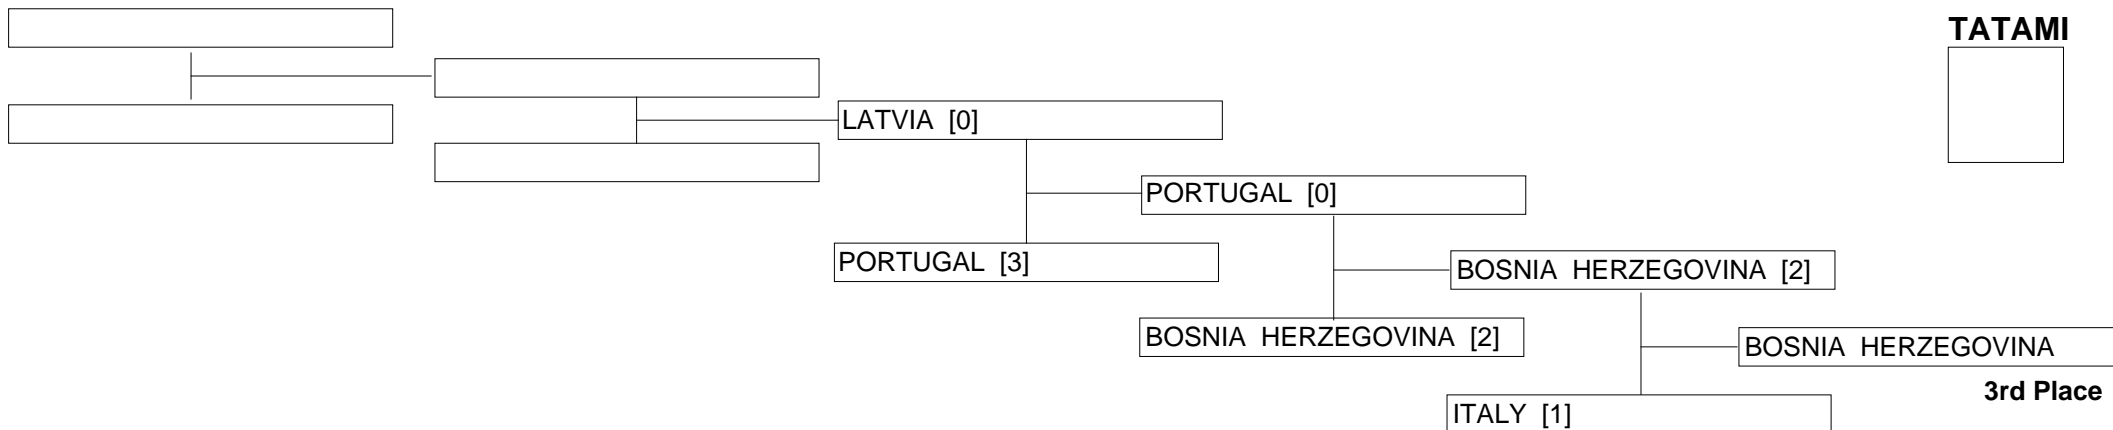 TATAMI
LATVIA [0]
PORTUGAL [0]
PORTUGAL [3]
BOSNIA HERZEGOVINA [2]
BOSNIA HERZEGOVINA [2]
BOSNIA HERZEGOVINA
3rd Place
ITALY [1]